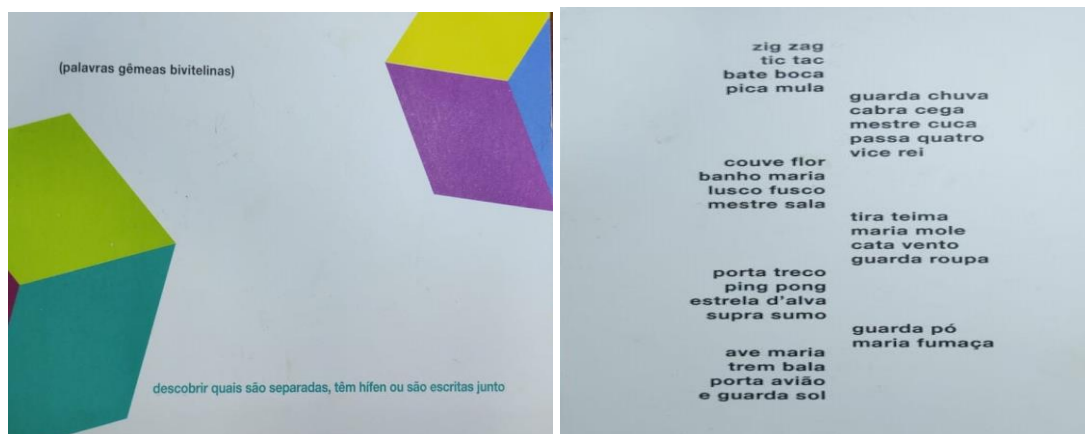 (palavras gêmeas bivitelinas)
descobrir quais são separadas, têm hífen ou são escritas junto
zig zag
tic tac
bate boca
pica mula
guarda chuva
cabra cega
mestre cuca
passa quatro
vice rei
couve flor
banho maria
lusco fusco
mestre sala
tira teima
maria mole
cata vento
guarda roupa
porta treco
ping pong
estrela d'alva
supra sumo
guarda pó
maria fumaça
ave maria
trem bala
porta avião
e guarda sol